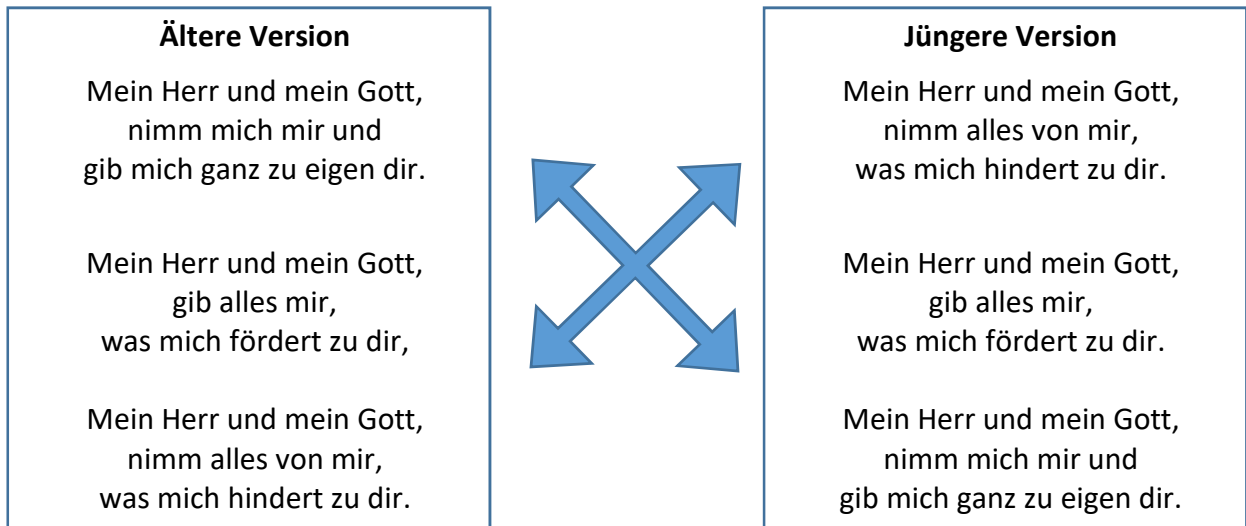 Ältere Version
Mein Herr und mein Gott,
nimm mich mir und
gib mich ganz zu eigen dir.
Mein Herr und mein Gott,
gib alles mir,
was mich fördert zu dir,
Mein Herr und mein Gott,
nimm alles von mir,
was mich hindert zu dir.
Jüngere Version
Mein Herr und mein Gott,
nimm alles von mir,
was mich hindert zu dir.
Mein Herr und mein Gott,
gib alles mir,
was mich fördert zu dir.
Mein Herr und mein Gott,
nimm mich mir und
gib mich ganz zu eigen dir.